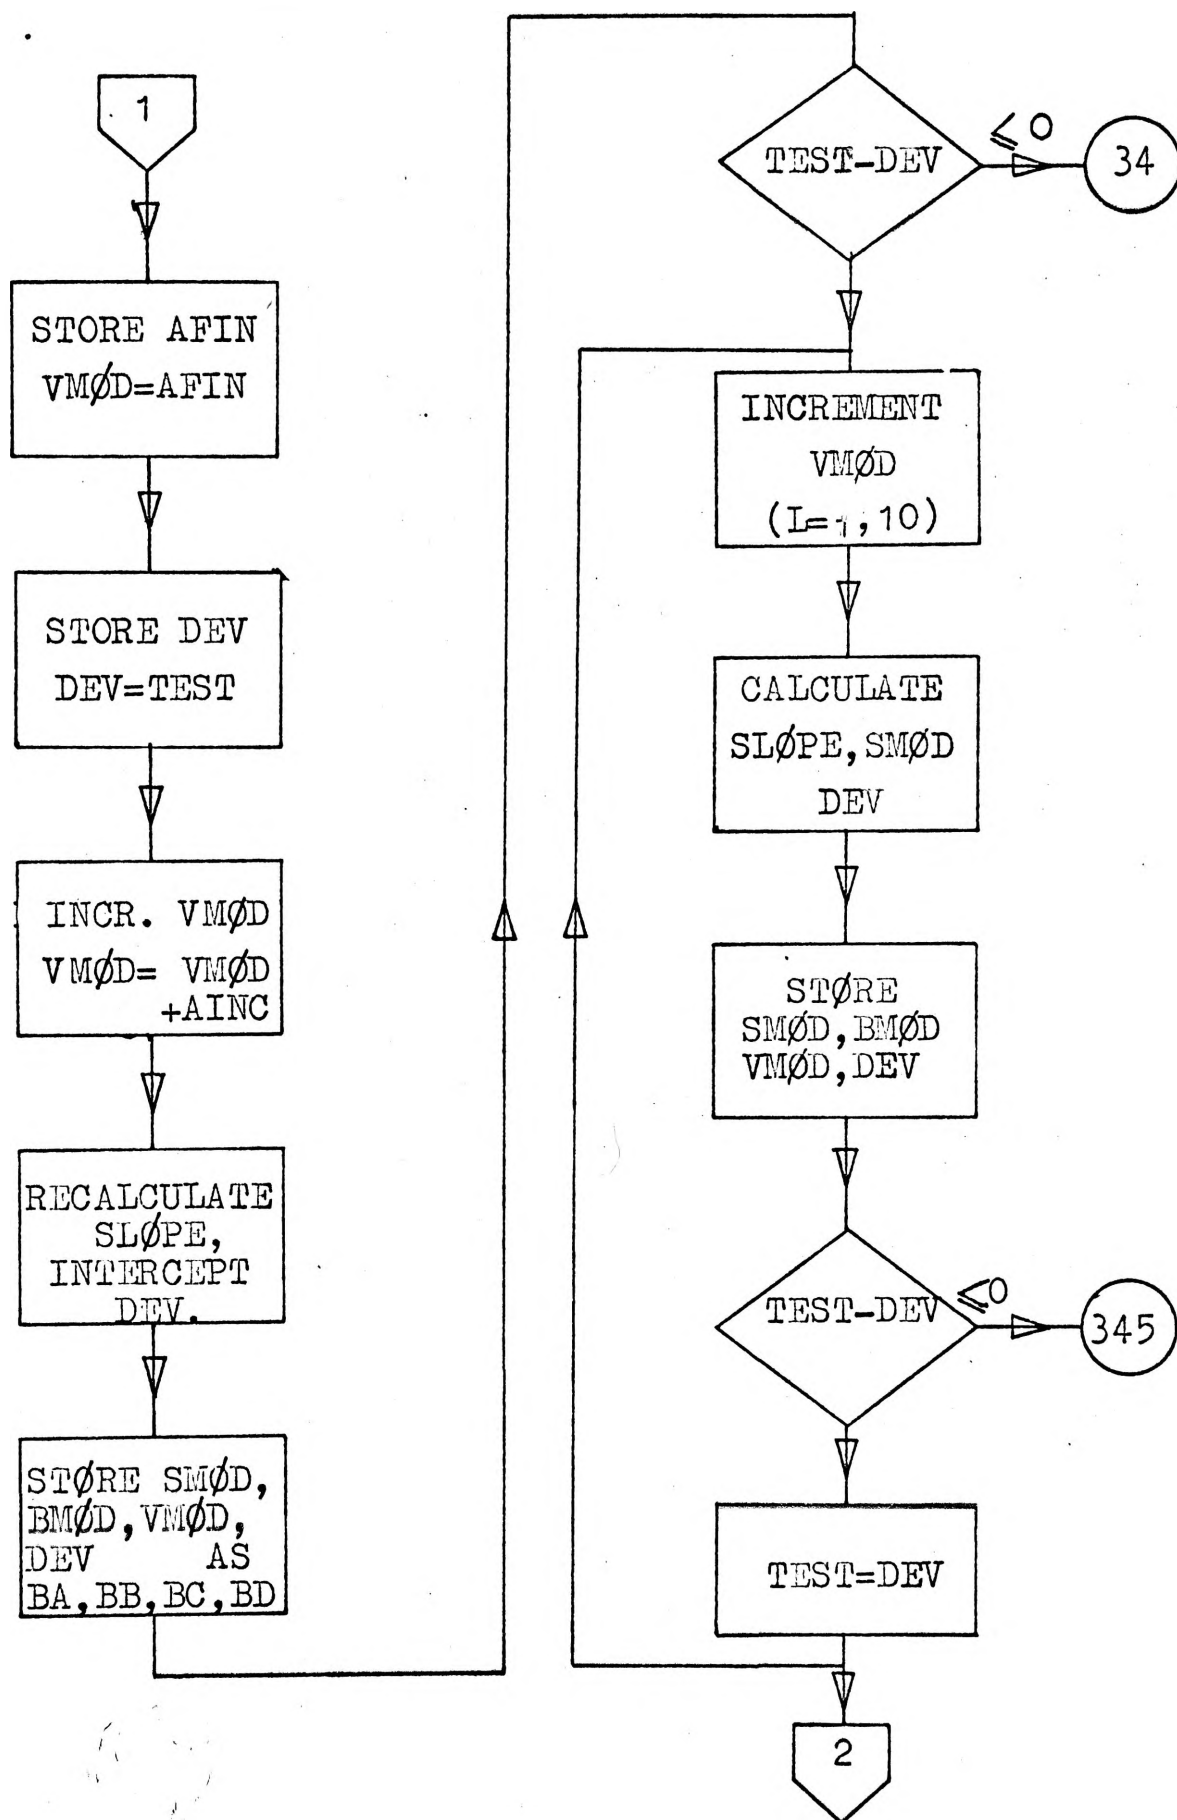 1
STORE AFIN
VMØD=AFIN
STORE DEV
DEV=TEST
INCR. VMØD
VMØD= VMØD
+AINC
RECALCULATE
SLØPE,
INTERCEPT
DEV.
STØRE SMØD,
BMØD,VMØD,
DEV AS
BA,BB,BC,BD
TEST-DEV
≤ 0
34
INCREMENT
VMØD
(L=1,10)
CALCULATE
SLØPE,SMØD
DEV
STØRE
SMØD,BMØD
VMØD,DEV
TEST-DEV
≤0
345
TEST=DEV
2